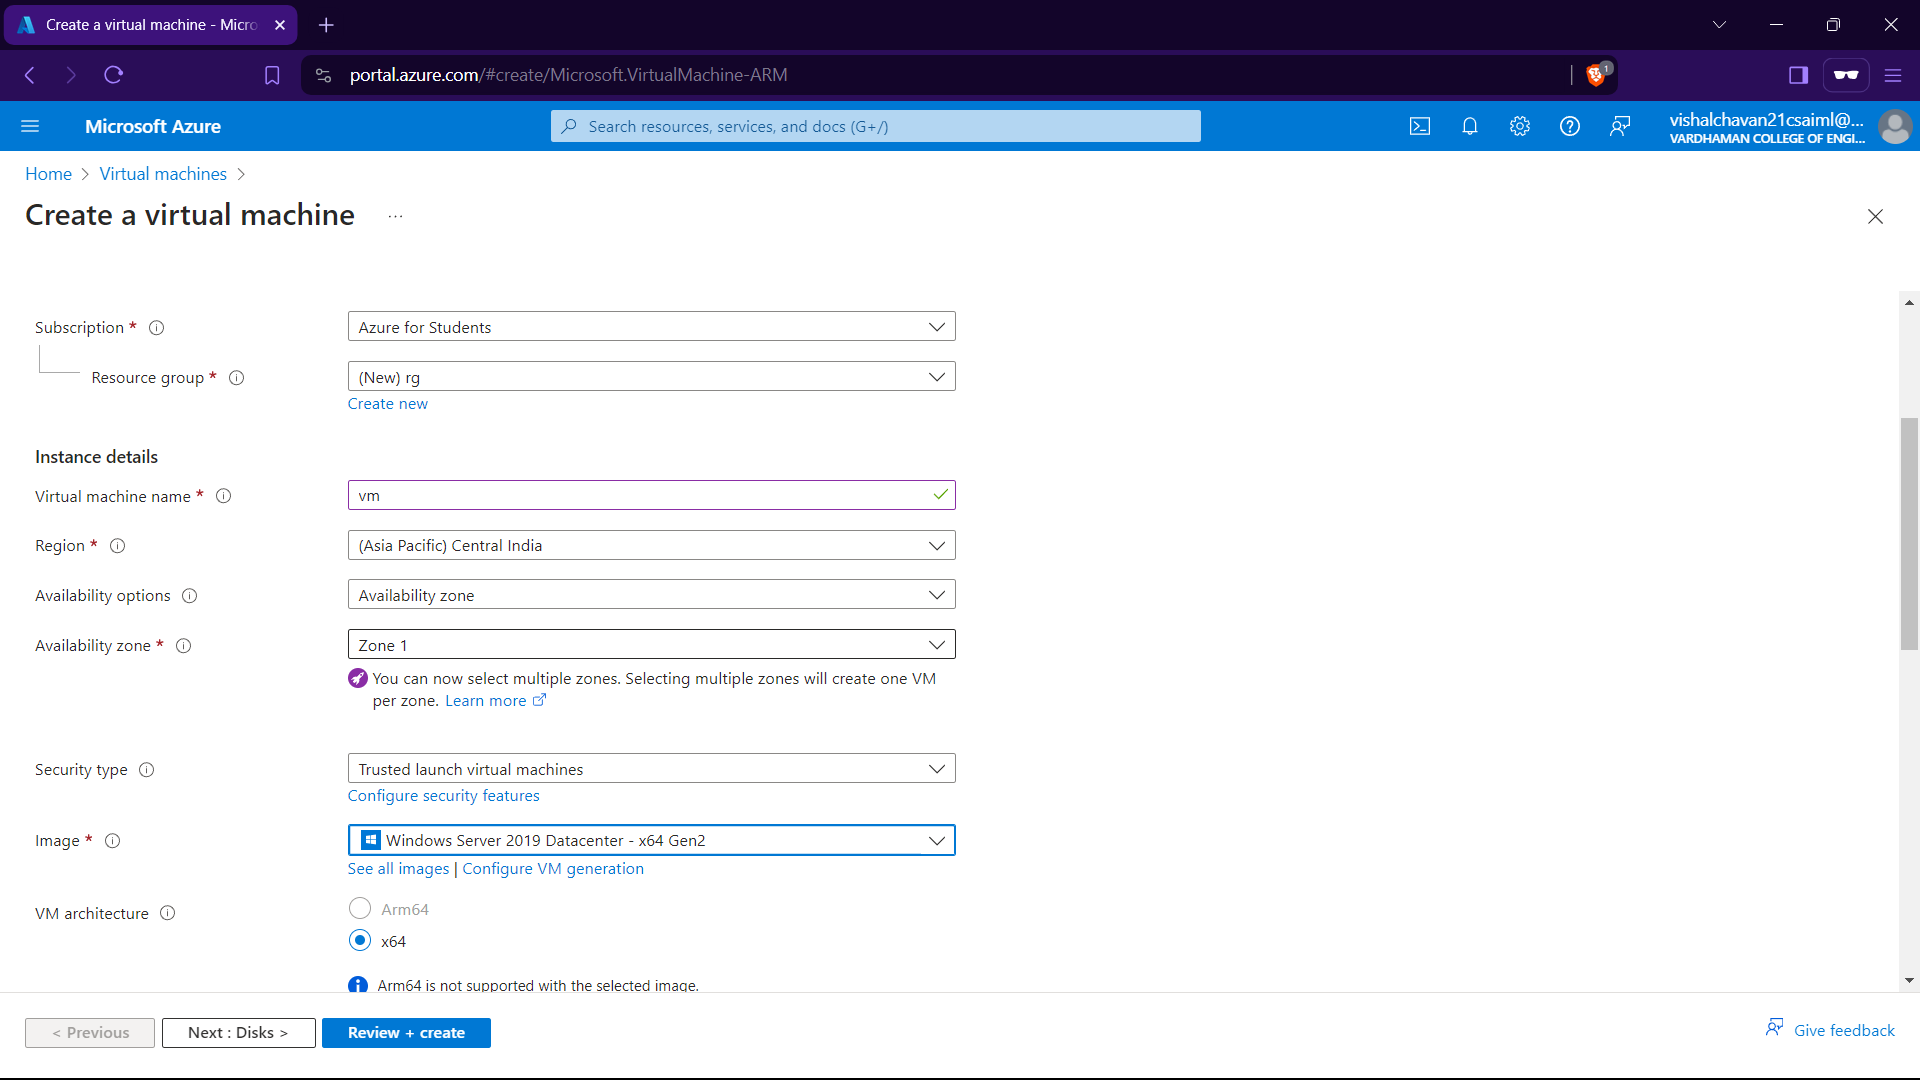 Create a virtual machine - Micro
portal.azure.com/#create/Microsoft.VirtualMachine-ARM
1
Microsoft Azure
Search resources, services, and docs (G+/)
vishalchavan21csaiml@...
VARDHAMAN COLLEGE OF ENGI...
Home > Virtual machines >
Create a virtual machine ...
Subscription *
Azure for Students
Resource group *
(New) rg
Create new
Instance details
Virtual machine name *
vm
Region *
(Asia Pacific) Central India
Availability options
Availability zone
Availability zone *
Zone 1
You can now select multiple zones. Selecting multiple zones will create one VM
per zone. Learn more
Security type
Trusted launch virtual machines
Configure security features
Image *
Windows Server 2019 Datacenter - x64 Gen2
See all images | Configure VM generation
VM architecture
Arm64
x64
Arm64 is not supported with the selected image.
< Previous
Next : Disks >
Review + create
Give feedback